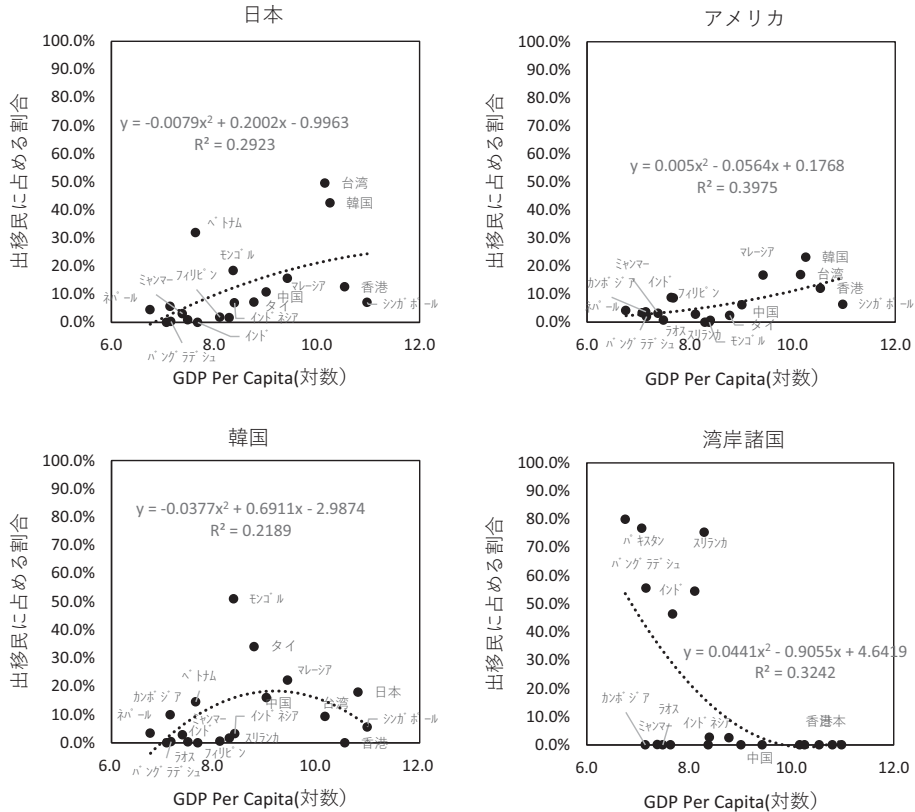 日本
出移民に占める割合
100.0%
90.0%
80.0%
70.0%
60.0%
50.0%
40.0%
30.0%
20.0%
10.0%
0.0%
y = -0.0079x² + 0.2002x - 0.9963
R² = 0.2923
台湾
韓国
ﾍﾞﾄﾅﾑ
ﾓﾝｺﾞﾙ
ﾐｬﾝﾏｰ
ﾌｨﾘﾋﾟﾝ
ﾈﾊﾟｰﾙ
ﾏﾚｰｼｱ
中国
香港
タイ
ｼﾝｶﾞﾎﾟｰﾙ
ｲﾝﾄﾞﾈｼｱ
ｲﾝﾄﾞ
ﾊﾞﾝｸﾞﾗﾃﾞｼｭ
6.0 8.0 10.0 12.0
GDP Per Capita(対数)
アメリカ
出移民に占める割合
100.0%
90.0%
80.0%
70.0%
60.0%
50.0%
40.0%
30.0%
20.0%
10.0%
0.0%
y = 0.005x² - 0.0564x + 0.1768
R² = 0.3975
ﾏﾚｰｼｱ
韓国
ﾐｬﾝﾏｰ
ｶﾝﾎﾞｼﾞｱ
ｲﾝﾄﾞ
台湾
ﾈﾊﾟｰﾙ
ﾌｨﾘﾋﾟﾝ
香港
ｼﾝｶﾞﾎﾟｰﾙ
中国
タイ
ﾗｵｽ
ｽﾘﾗﾝｶ
ﾓﾝｺﾞﾙ
ﾊﾞﾝｸﾞﾗﾃﾞｼｭ
6.0 8.0 10.0 12.0
GDP Per Capita(対数)
韓国
出移民に占める割合
100.0%
90.0%
80.0%
70.0%
60.0%
50.0%
40.0%
30.0%
20.0%
10.0%
0.0%
y = -0.0377x² + 0.6911x - 2.9874
R² = 0.2189
ﾓﾝｺﾞﾙ
タイ
ﾏﾚｰｼｱ
ﾍﾞﾄﾅﾑ
日本
ｶﾝﾎﾞｼﾞｱ
中国
台湾
ﾈﾊﾟｰﾙ
ﾐｬﾝﾏｰ
ｲﾝﾄﾞﾈｼｱ
ｼﾝｶﾞﾎﾟｰﾙ
ｽﾘﾗﾝｶ
香港
ﾗｵｽ
ﾌｨﾘﾋﾟﾝ
ﾊﾞﾝｸﾞﾗﾃﾞｼｭ
6.0 8.0 10.0 12.0
GDP Per Capita(対数)
湾岸諸国
出移民に占める割合
100.0%
90.0%
80.0%
70.0%
60.0%
50.0%
40.0%
30.0%
20.0%
10.0%
0.0%
ﾊﾟｷｽﾀﾝ
ｽﾘﾗﾝｶ
ﾊﾞﾝｸﾞﾗﾃﾞｼｭ
ｲﾝﾄﾞ
y = 0.0441x² - 0.9055x + 4.6419
R² = 0.3242
ｶﾝﾎﾞｼﾞｱ
ﾗｵｽ
ﾐｬﾝﾏｰ
ｲﾝﾄﾞﾈｼｱ
香港
日本
中国
6.0 8.0 10.0 12.0
GDP Per Capita(対数)